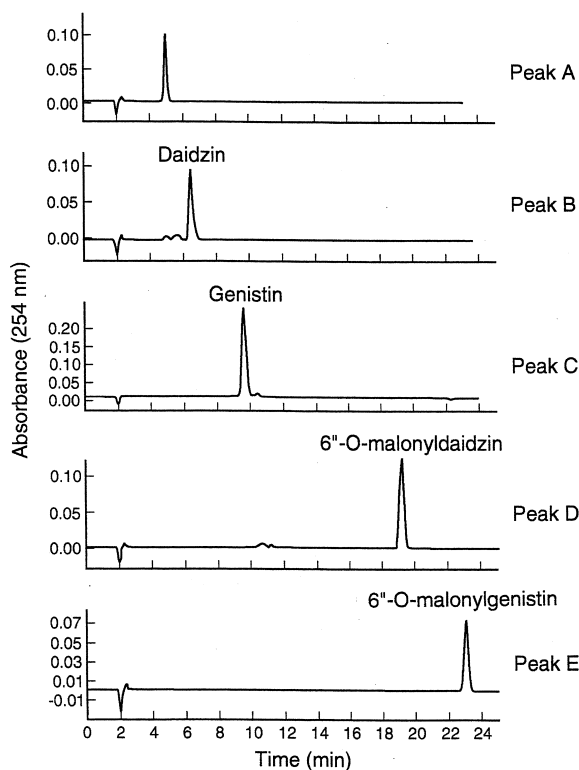 0.10
0.05
0.00
Peak A
Daidzin
0.10
0.05
0.00
Peak B
Genistin
0.20
0.15
0.10
0.05
0.00
Peak C
6"-O-malonyldaidzin
0.10
0.05
0.00
Peak D
6"-O-malonylgenistin
0.07
0.05
0.03
0.01
-0.01
Peak E
0 2 4 6 8 10 12 14 16 18 20 22 24
Time (min)
Absorbance (254 nm)